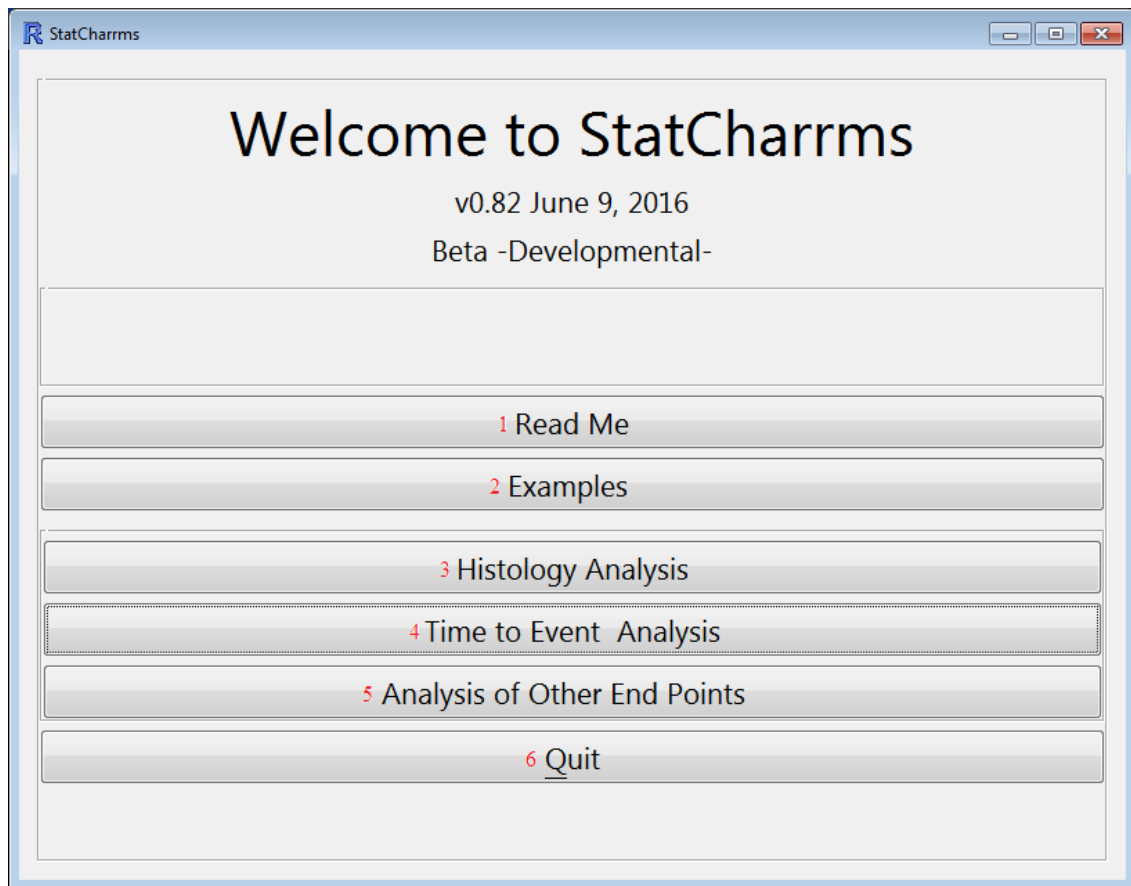 StatCharrms
Welcome to StatCharrms
v0.82 June 9, 2016
Beta -Developmental-
1 Read Me
2 Examples
3 Histology Analysis
4 Time to Event  Analysis
5 Analysis of Other End Points
6 Quit